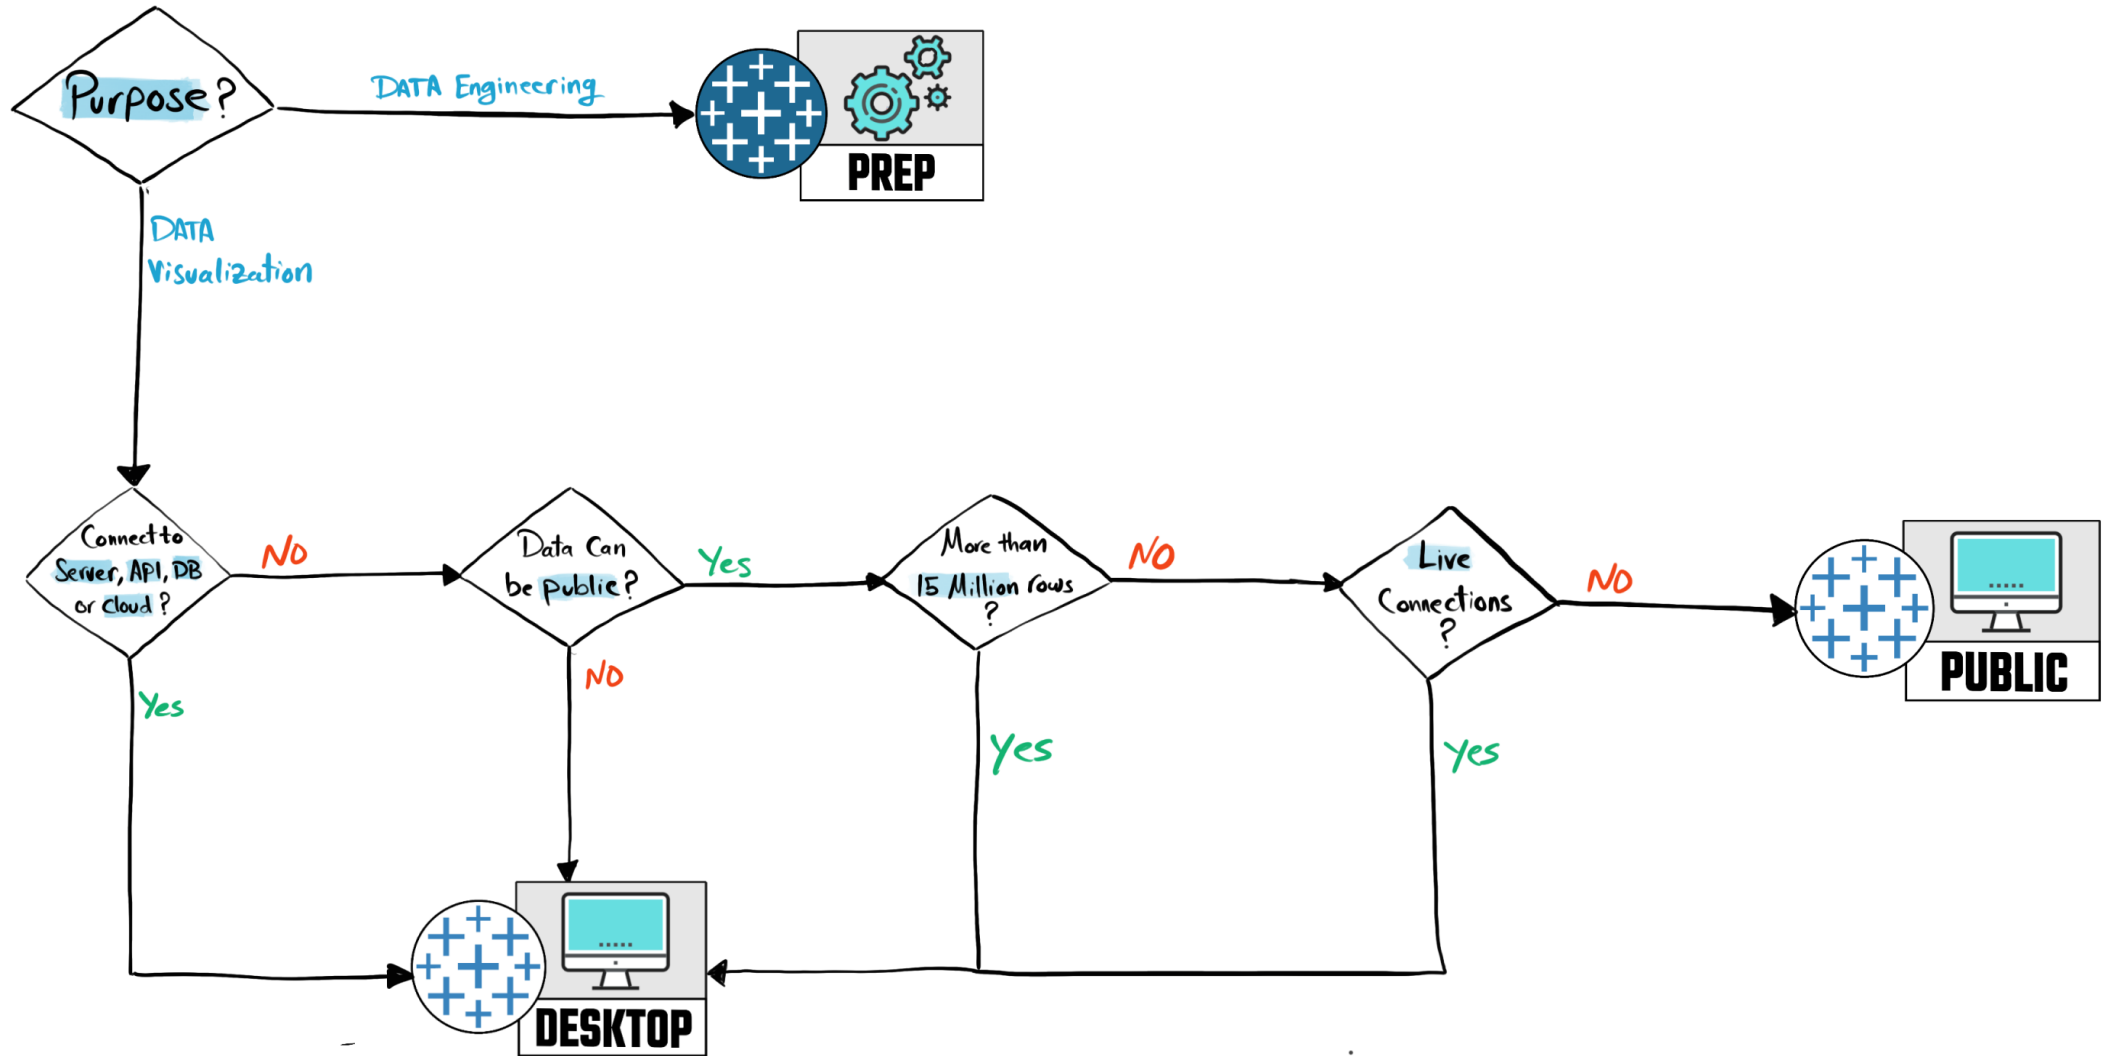 Purpose?
DATA Engineering
PREP
DATA
Visualization
Connect to
Server, API, DB
or cloud?
NO
Yes
Data Can
be public?
Yes
NO
More than
15 Million rows
?
NO
Yes
Live
Connections
?
NO
Yes
PUBLIC
DESKTOP